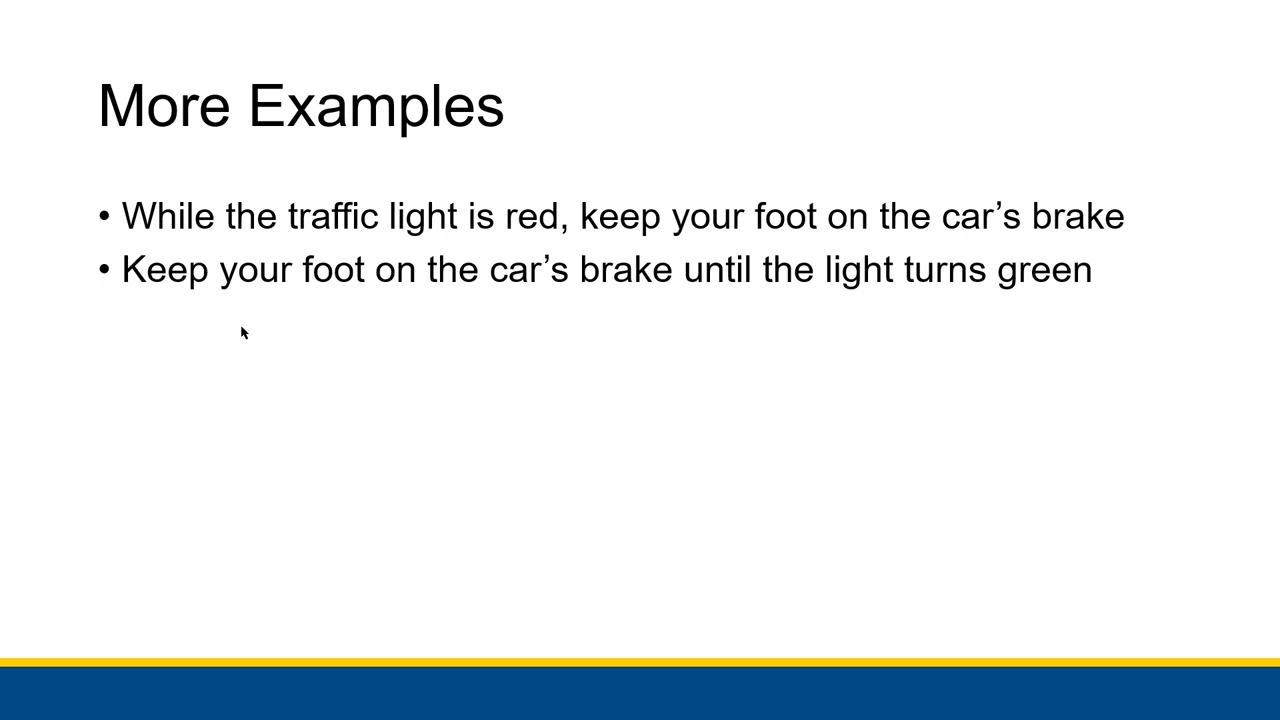 More Examples
• While the traffic light is red, keep your foot on the car’s brake
• Keep your foot on the car’s brake until the light turns green